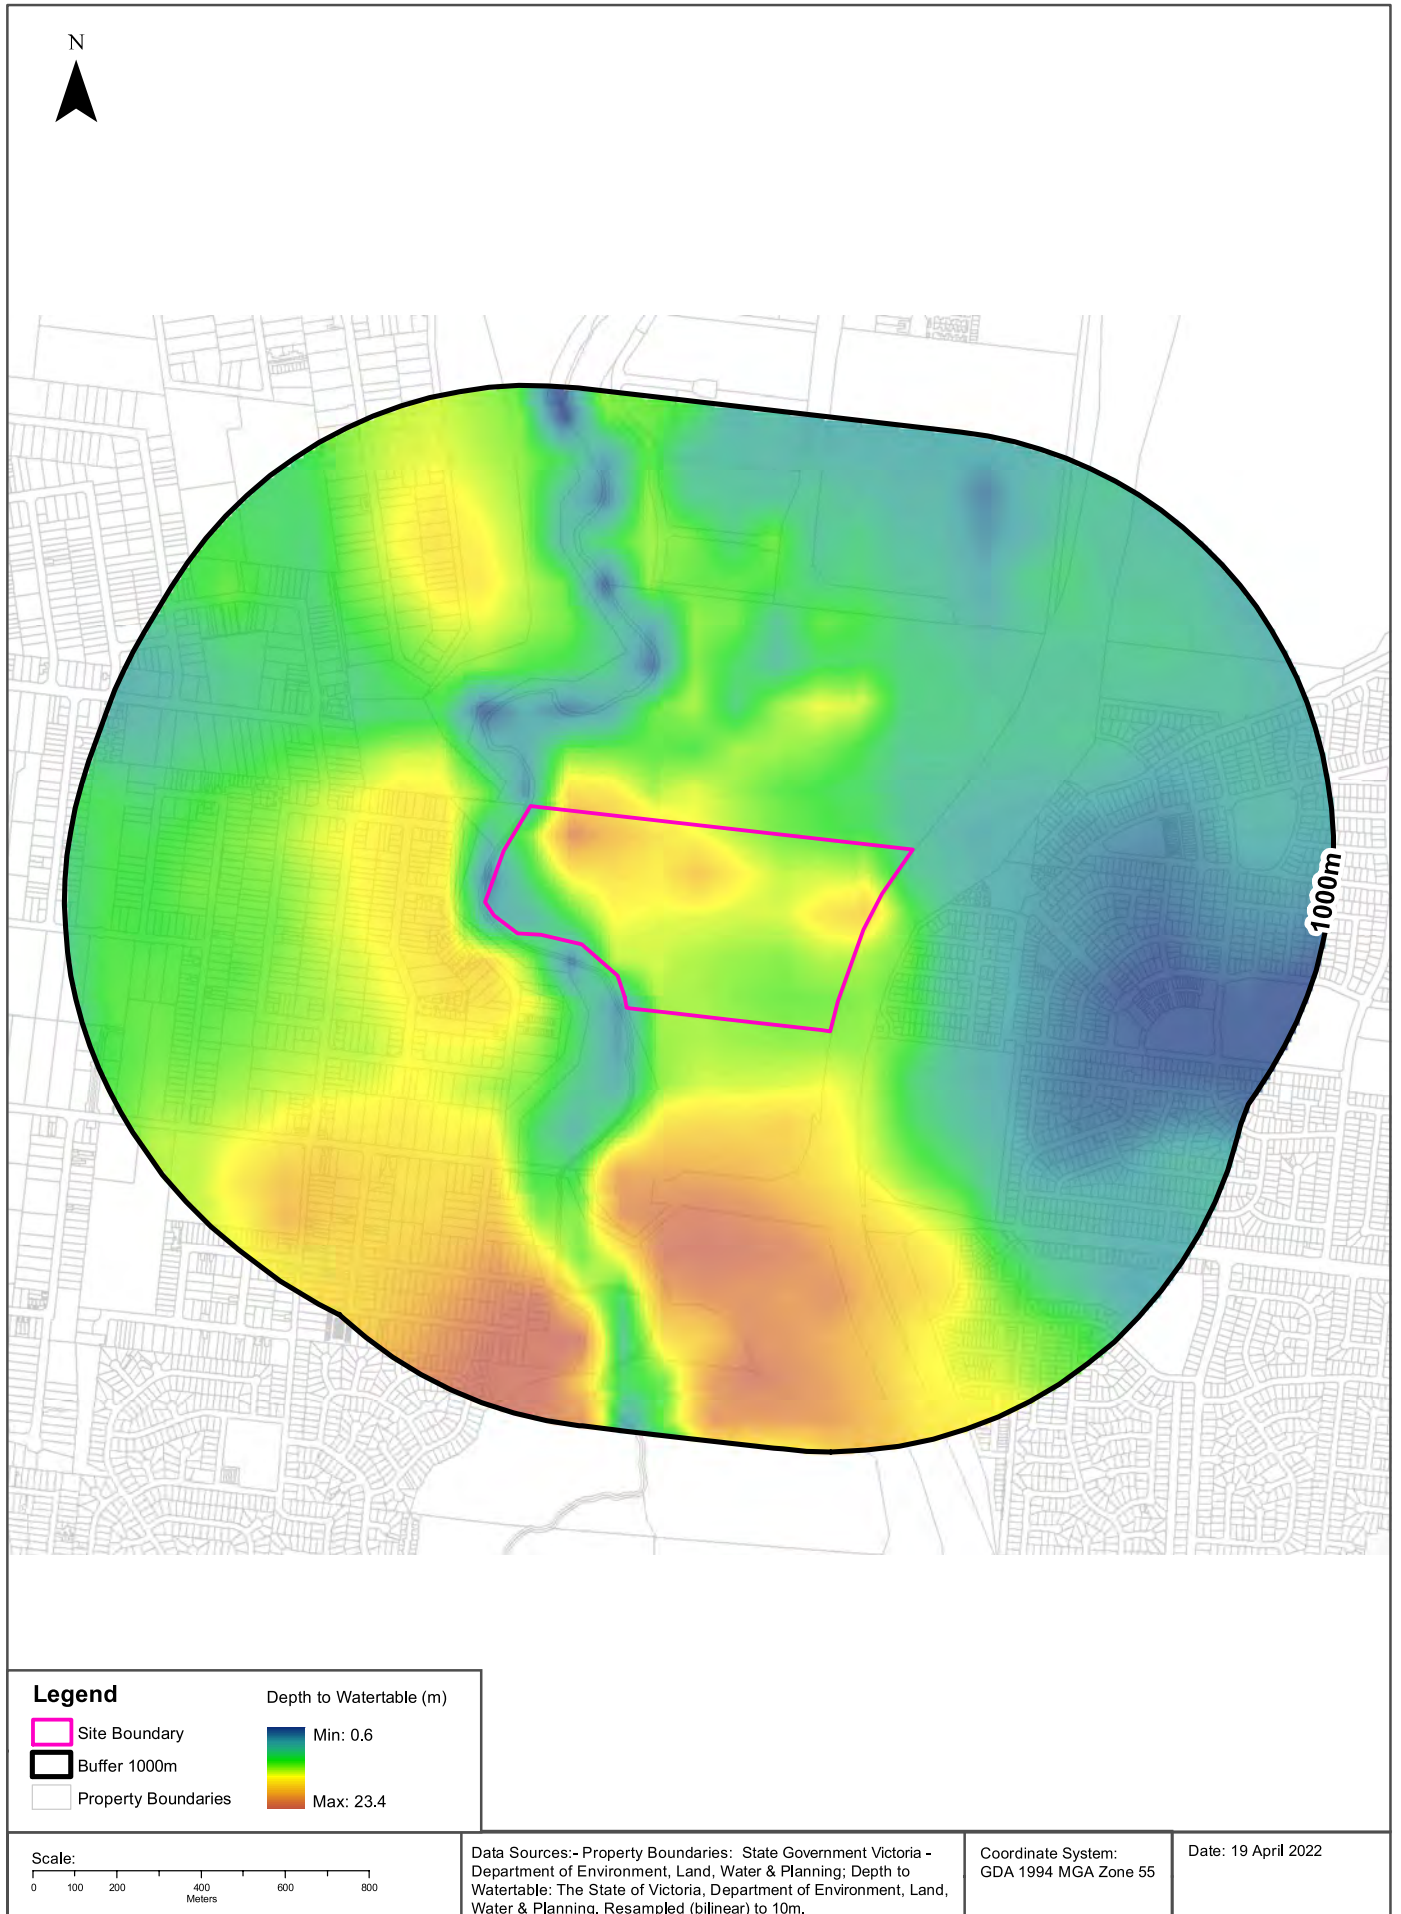 N
1000m
Legend
Depth to Watertable (m)
Site Boundary
Min: 0.6
Buffer 1000m
Property Boundaries
Max: 23.4
Scale:
0 100 200 400 600 800
Meters
Data Sources:- Property Boundaries: State Government Victoria -
Department of Environment, Land, Water & Planning; Depth to
Watertable: The State of Victoria, Department of Environment, Land,
Water & Planning. Resampled (bilinear) to 10m.
Coordinate System:
GDA 1994 MGA Zone 55
Date: 19 April 2022